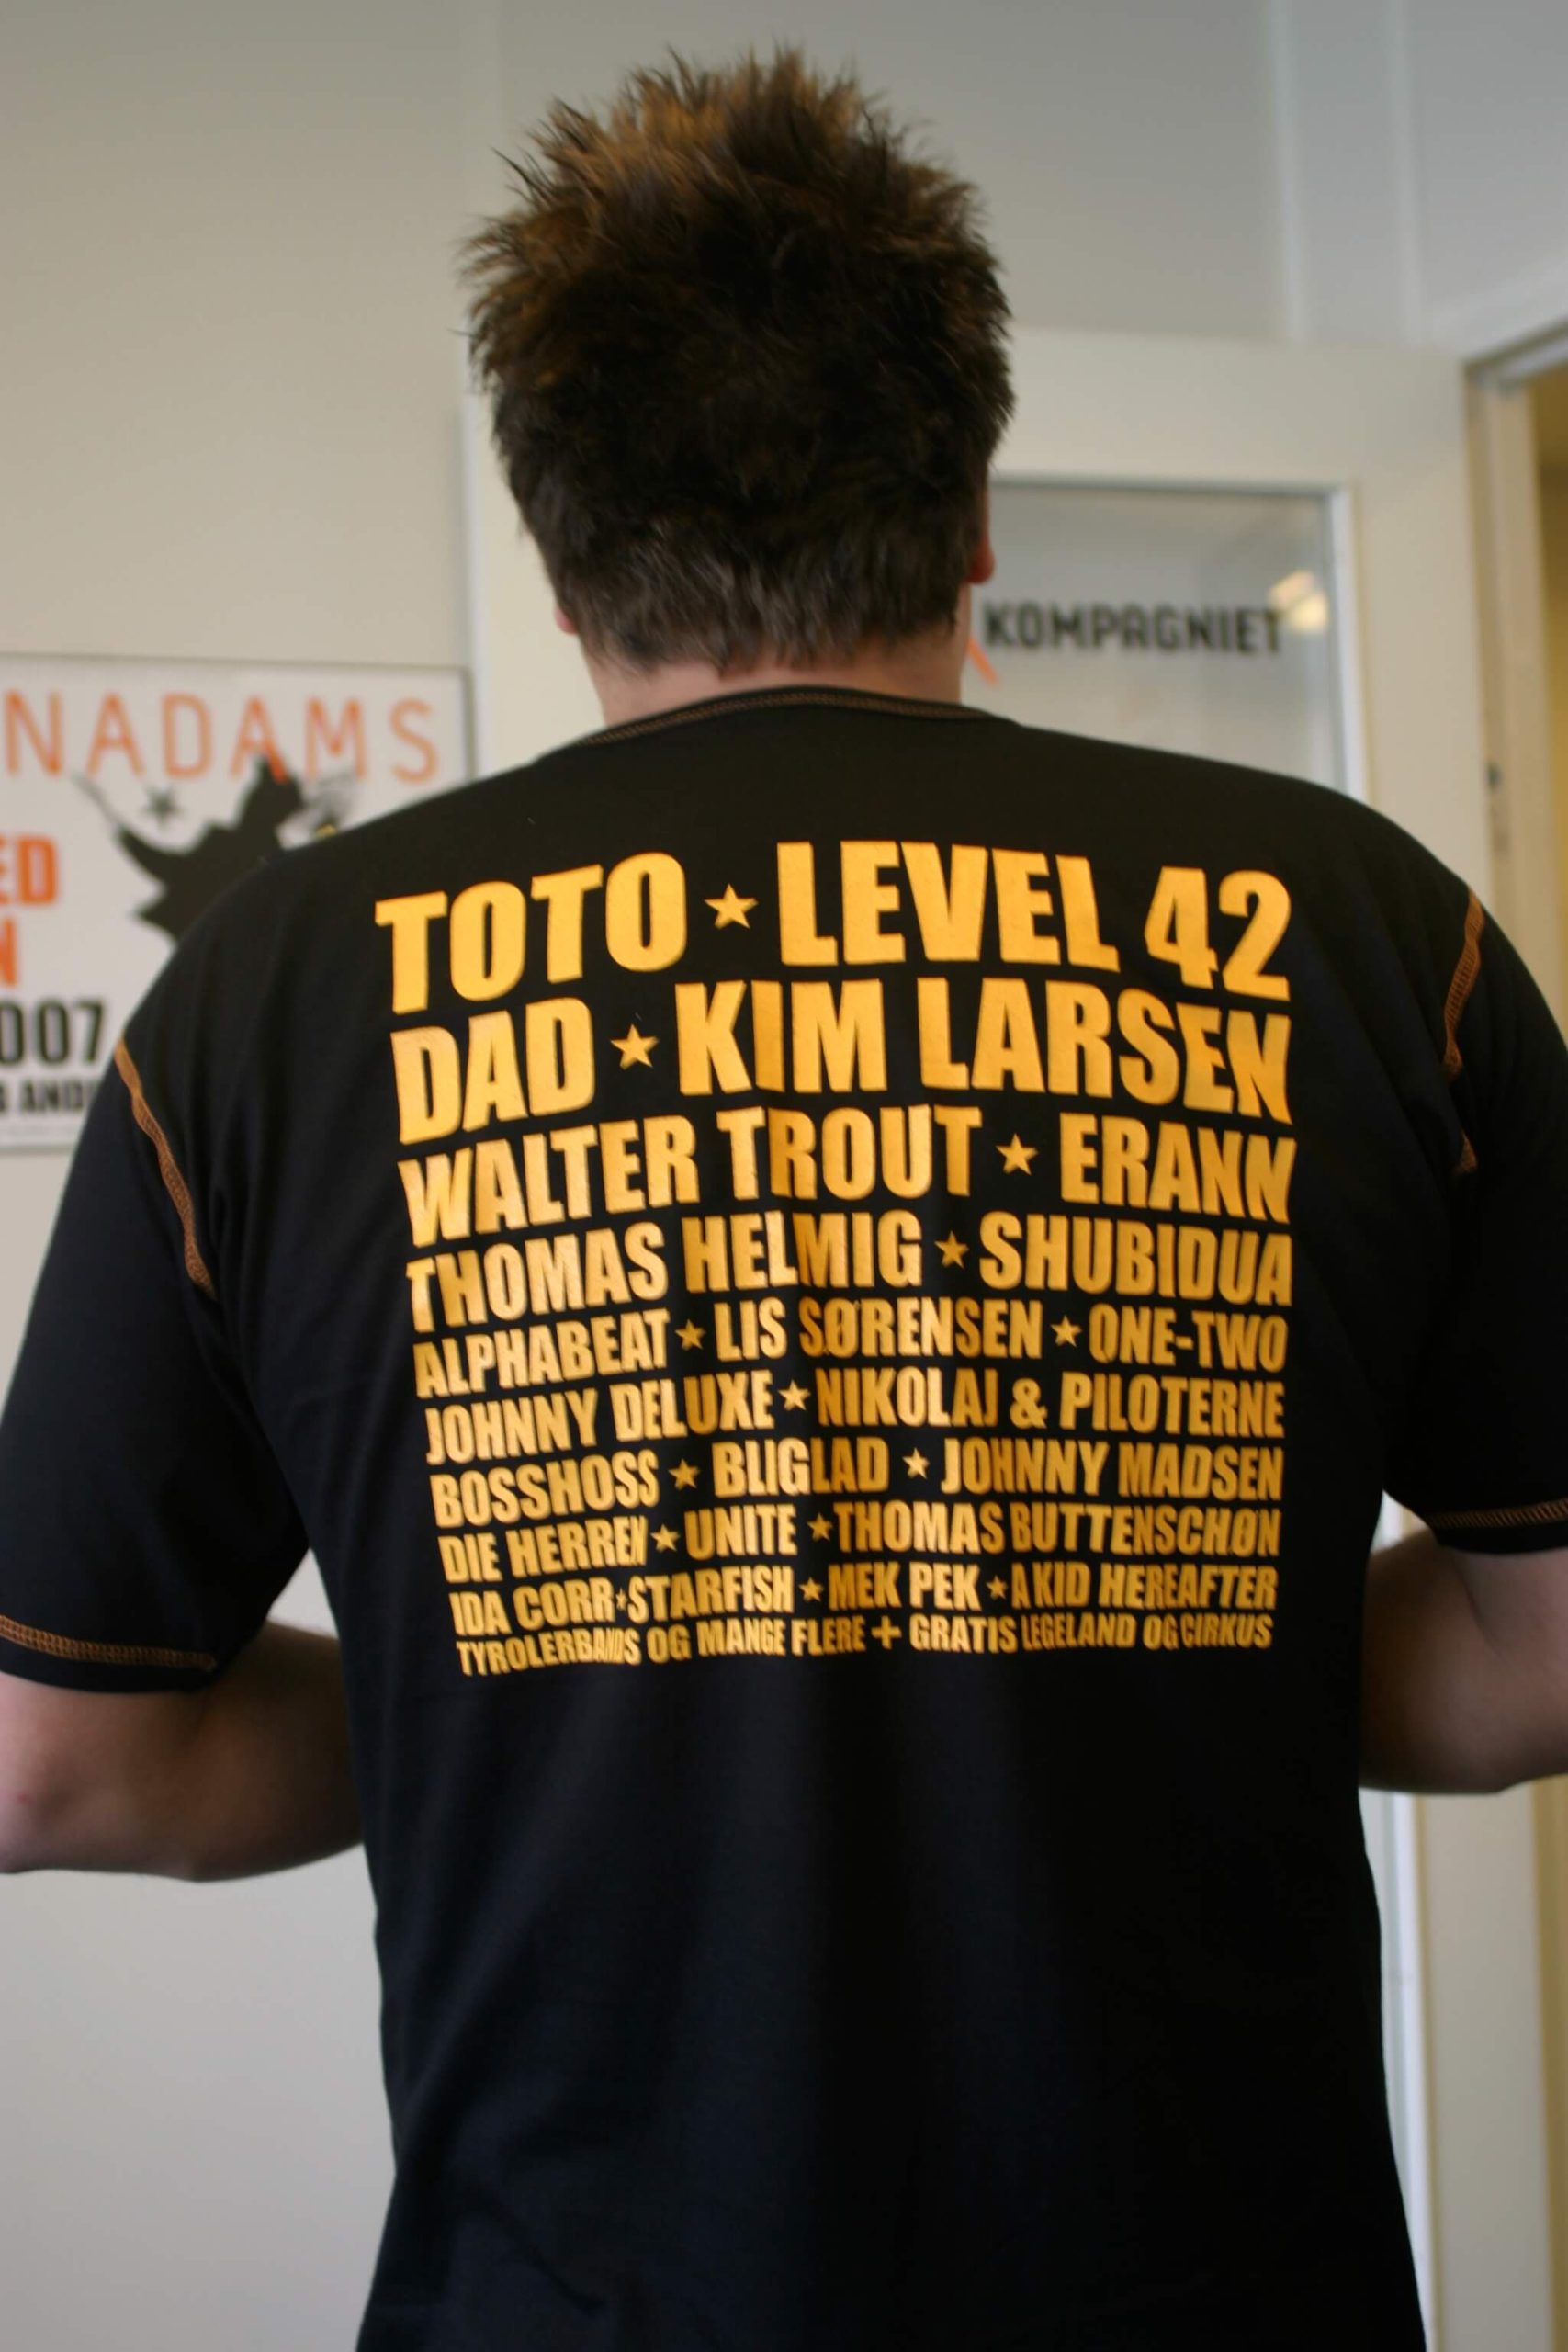 KOMPAGNIET
NADAMS
ED
N
007
AND
TOTO ★ LEVEL 42
DAD ★ KIM LARSEN
WALTER TROUT ★ ERANN
THOMAS HELMIG ★ SHUBIDUA
ALPHABEAT ★ LIS SØRENSEN ★ ONE-TWO
JOHNNY DELUXE ★ NIKOLAJ & PILOTERNE
BOSSHOSS ★ BLIGLAD ★ JOHNNY MADSEN
DIE HERREN ★ UNITE ★ THOMAS BUTTENSCHØN
IDA CORR ★ STARFISH ★ MEK PEK ★ A KID HEREAFTER
TYROLERBANDS OG MANGE FLERE + GRATIS LEGELAND OG CIRKUS